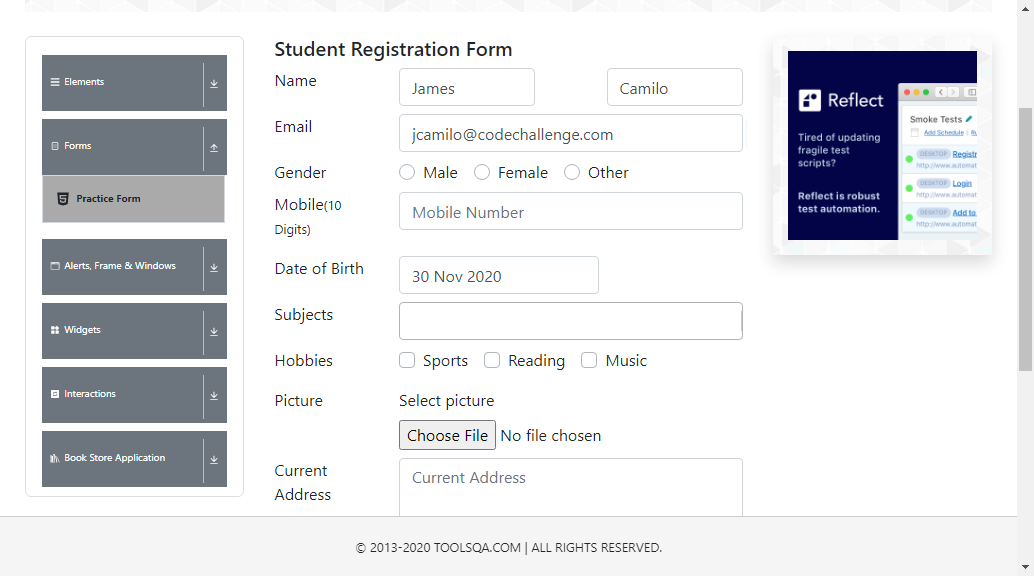 Elements
Forms
Practice Form
Alerts, Frame & Windows
Widgets
Interactions
Book Store Application
Student Registration Form
Name
James
Camilo
Email
jcamilo@codechallenge.com
Gender
Male
Female
Other
Mobile(10
Digits)
Mobile Number
Date of Birth
30 Nov 2020
Subjects
Hobbies
Sports
Reading
Music
Picture
Select picture
Choose File No file chosen
Current
Address
Current Address
Reflect
Tired of updating
fragile test
scripts?
Reflect is robust
test automation.
Smoke Tests
Add Schedule
DESKTOP Registr
http://www.automat
DESKTOP Login
http://www.automat
DESKTOP Add to
http://www.automat
© 2013-2020 TOOLSQA.COM | ALL RIGHTS RESERVED.